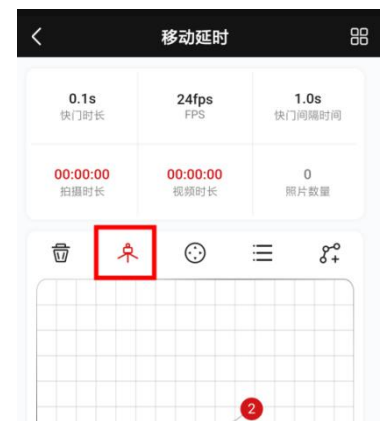 移动延时
0.1s 24fps 1.0s
快门时长 FPS 快门间隔时间
00:00:00 00:00:00 0
拍摄时长 视频时长 照片数量
2